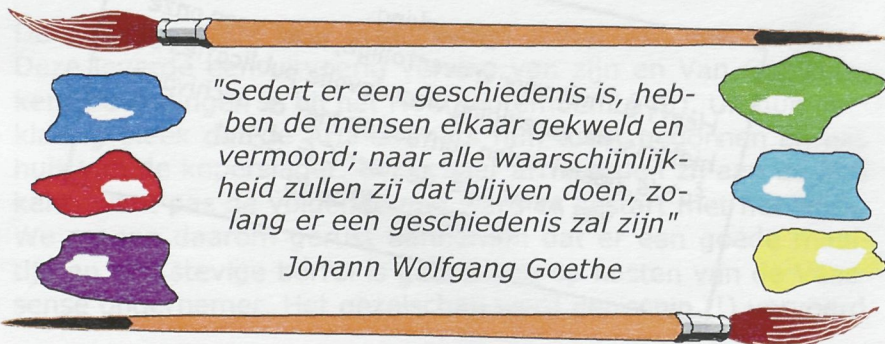 "Sedert er een geschiedenis is, heb-
ben de mensen elkaar gekweld en
vermoord; naar alle waarschijnlijk-
heid zullen zij dat blijven doen, zo-
lang er een geschiedenis zal zijn"
Johann Wolfgang Goethe